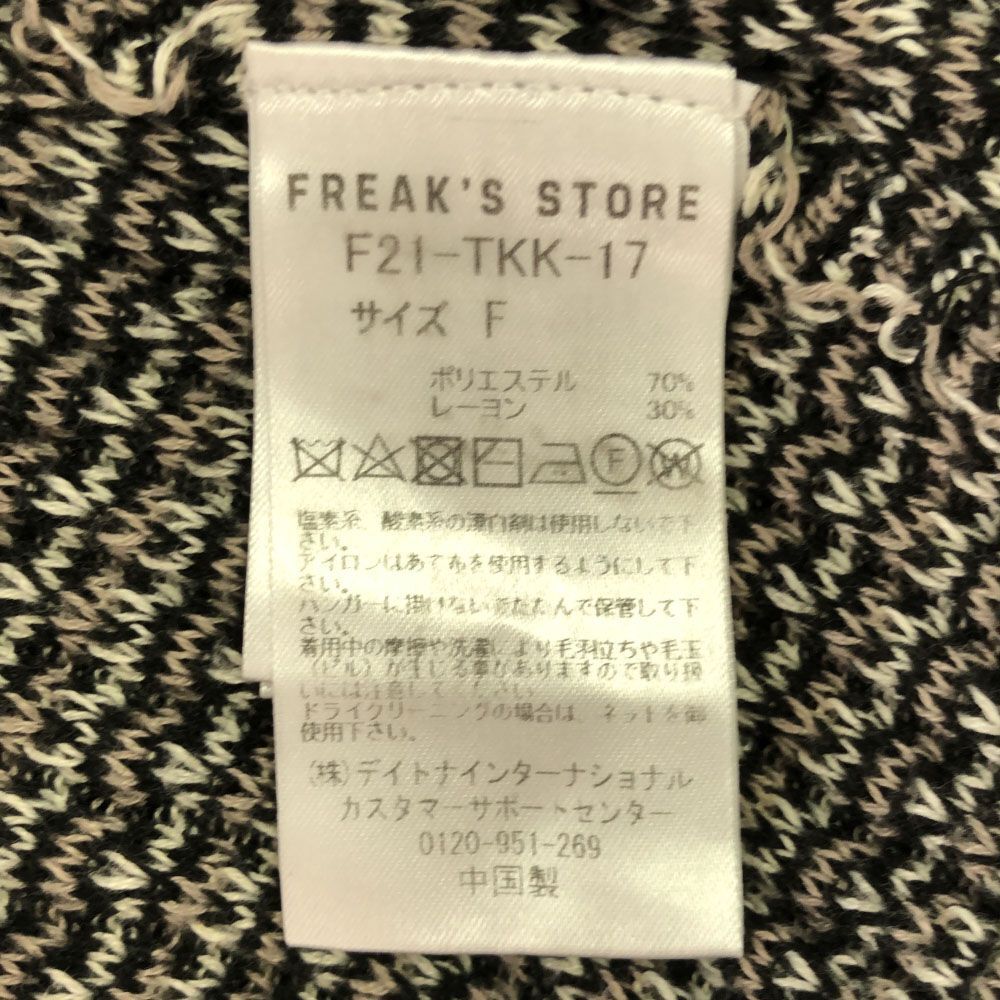 FREAK'S STORE
F21-TKK-17
サイズ F
ポリエステル 70%
レーヨン 30%
F W
塩素系、酸素系の漂白剤は使用しないで下
さい。
アイロンはあて布を使用するようにして下
さい。
ハンガーに掛けないで、たたんで保管して下
さい。
着用中の摩擦や洗濯により毛羽立ちや毛玉
(ピル)が生じる事がありますので取り扱
いには注意してください。
ドライクリーニングの場合は、ネットを御
使用下さい。
(株)デイトナインターナショナル
カスタマーサポートセンター
0120-951-269
中国製